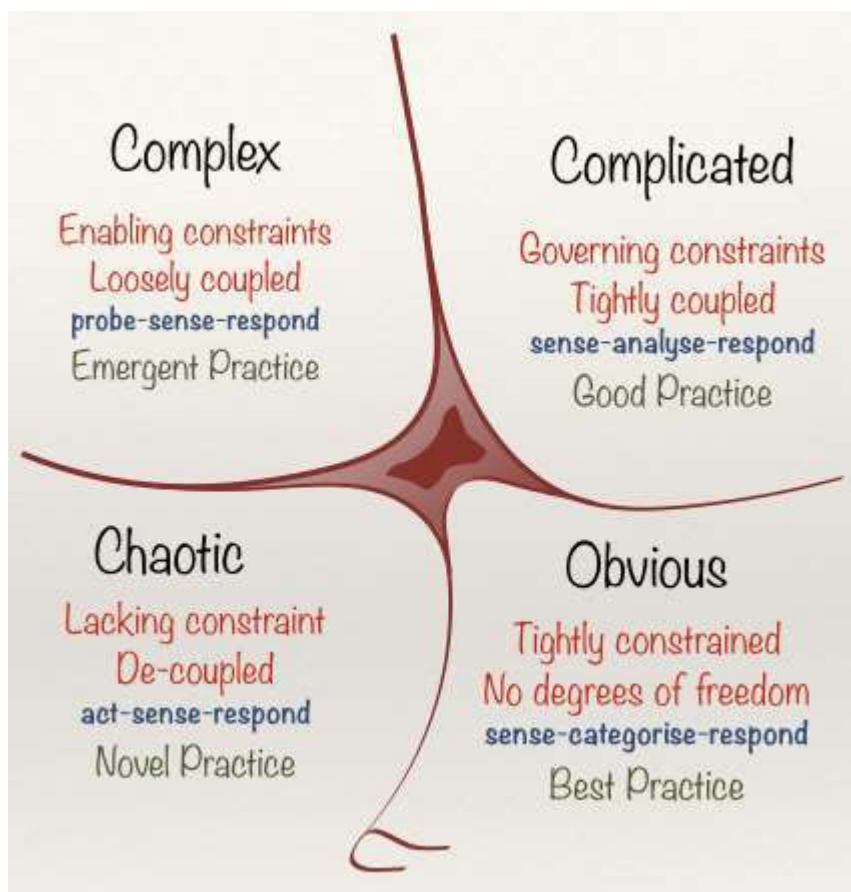 Complex
Enabling constraints
Loosely coupled
probe-sense-respond
Emergent Practice
Complicated
Governing constraints
Tightly coupled
sense-analyse-respond
Good Practice
Chaotic
Lacking constraint
De-coupled
act-sense-respond
Novel Practice
Obvious
Tightly constrained
No degrees of freedom
sense-categorise-respond
Best Practice